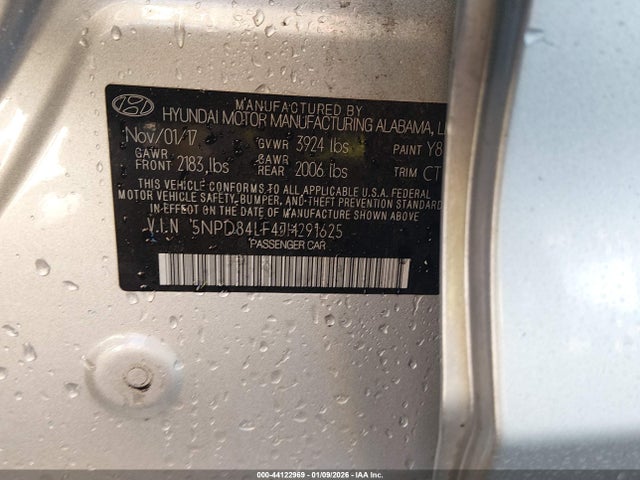 MANUFACTURED BY
HYUNDAI MOTOR MANUFACTURING ALABAMA,
Nov/01/17 GVWR 3924 lbs PAINT Y8
GAWR FRONT 2183 lbs GAWR REAR 2006 lbs TRIM CT
THIS VEHICLE CONFORMS TO ALL APPLICABLE U.S.A. FEDERAL
MOTOR VEHICLE SAFETY, BUMPER, AND THEFT PREVENTION STANDARDS
IN EFFECT ON THE DATE OF MANUFACTURE SHOWN ABOVE
V.I.N 5NPD84LF4JH291625
PASSENGER CAR
000-44122969 · 01/09/2026 · IAA Inc.